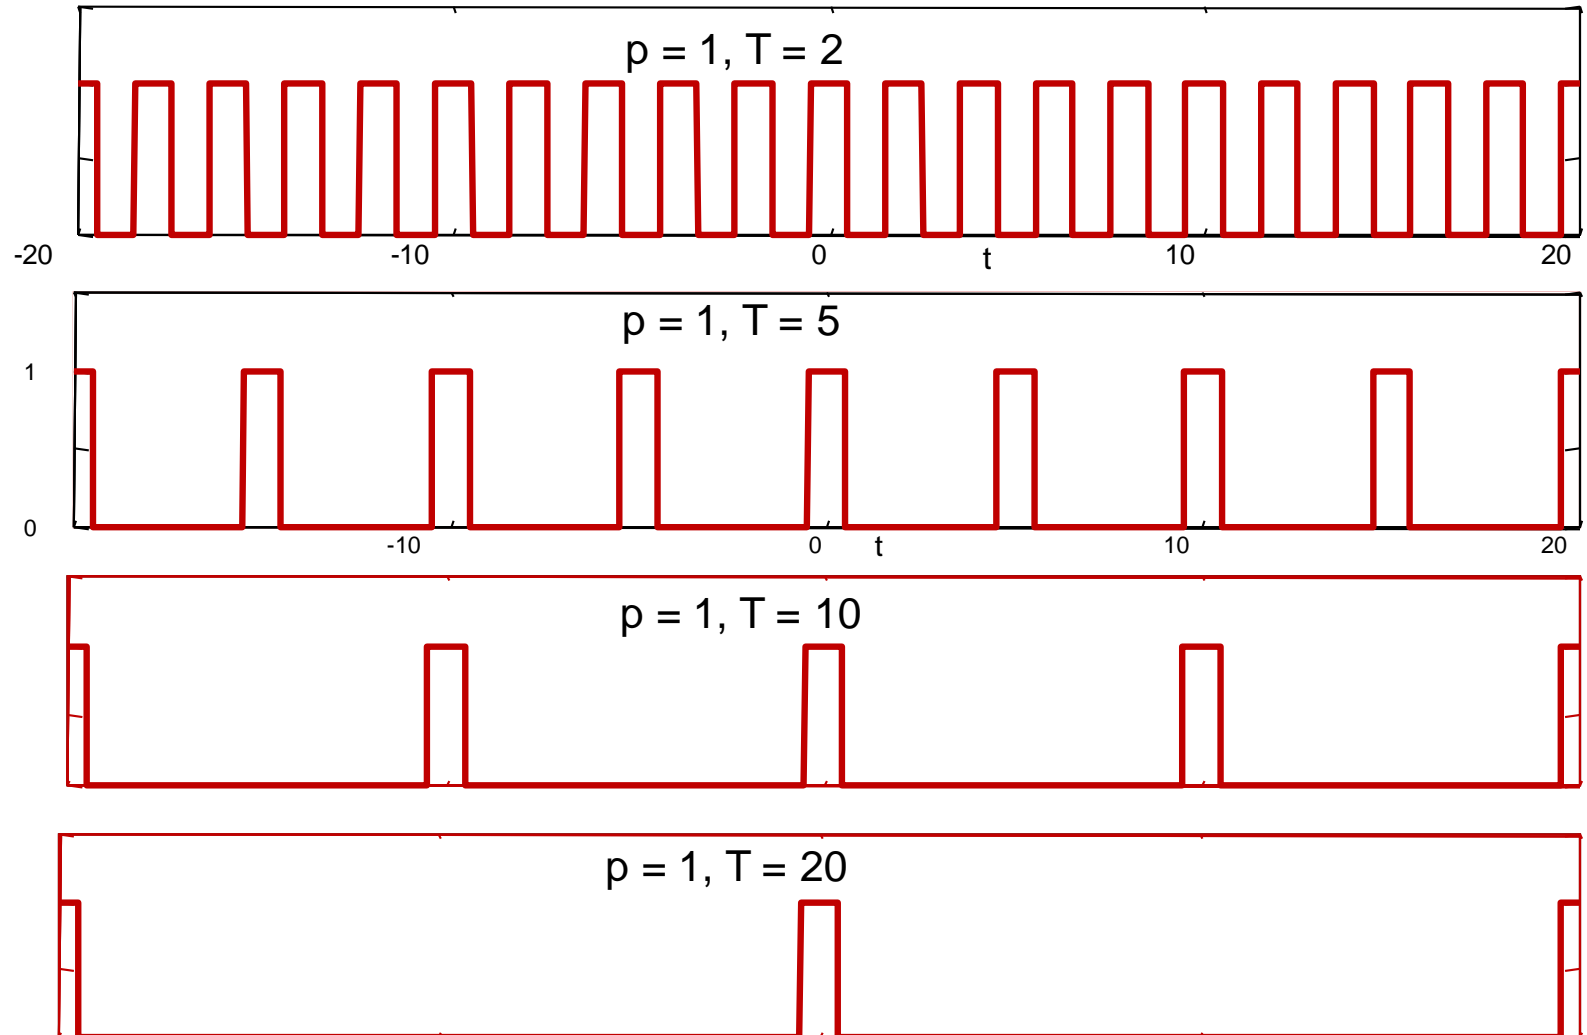 p = 1, T = 2
-20 -10 0 t 10 20
p = 1, T = 5
1
0
-10 0 t 10 20
p = 1, T = 10
p = 1, T = 20